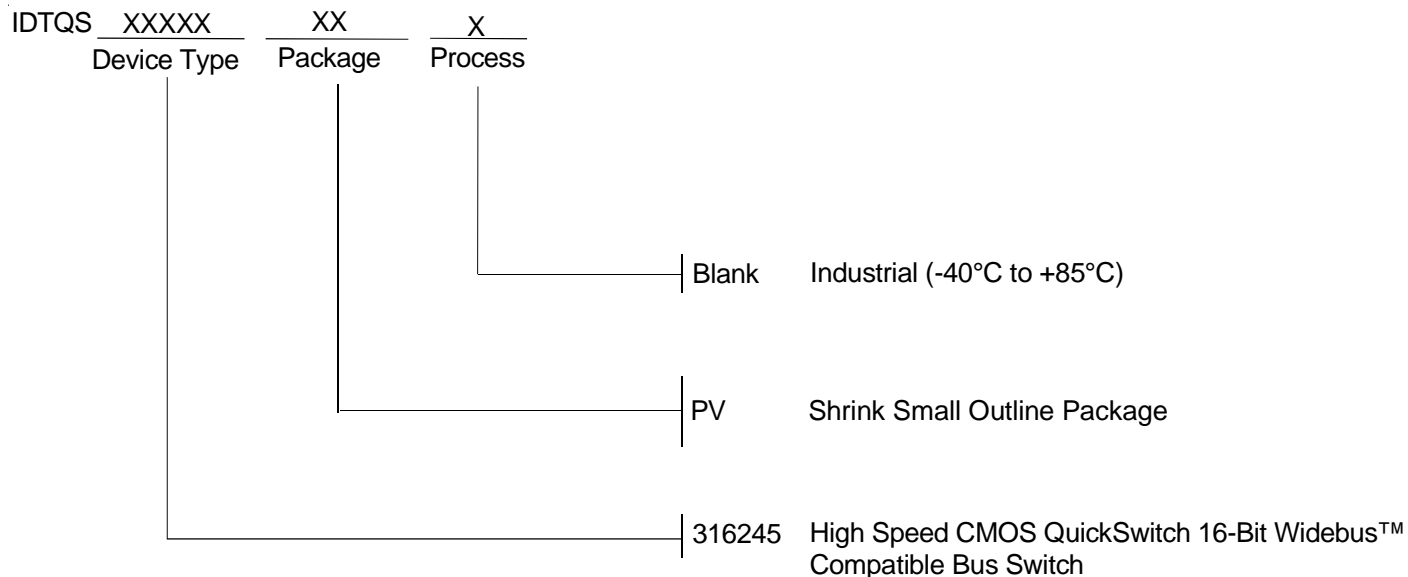 IDTQS XXXXX XX X
Device Type Package Process
Blank Industrial (-40°C to +85°C)
PV Shrink Small Outline Package
316245 High Speed CMOS QuickSwitch 16-Bit Widebus™
Compatible Bus Switch